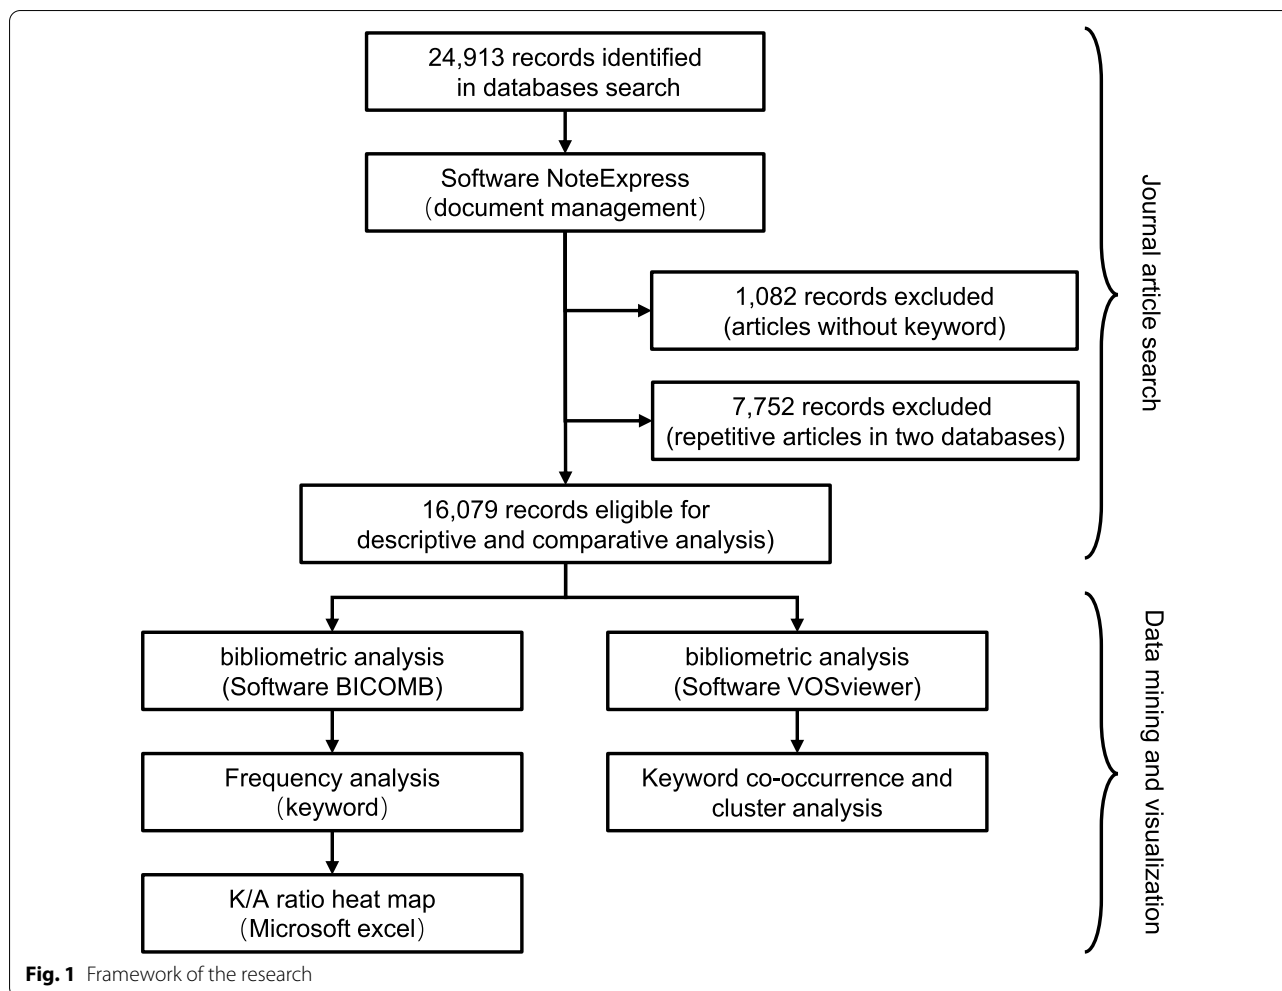 24,913 records identified
in databases search
Software NoteExpress
（document management）
1,082 records excluded
(articles without keyword)
7,752 records excluded
(repetitive articles in two databases)
16,079 records eligible for
descriptive and comparative analysis)
Journal article search
bibliometric analysis
(Software BICOMB)
bibliometric analysis
(Software VOSviewer)
Frequency analysis
（keyword）
Keyword co-occurrence and
cluster analysis
K/A ratio heat map
（Microsoft excel）
Data mining and visualization
Fig. 1 Framework of the research